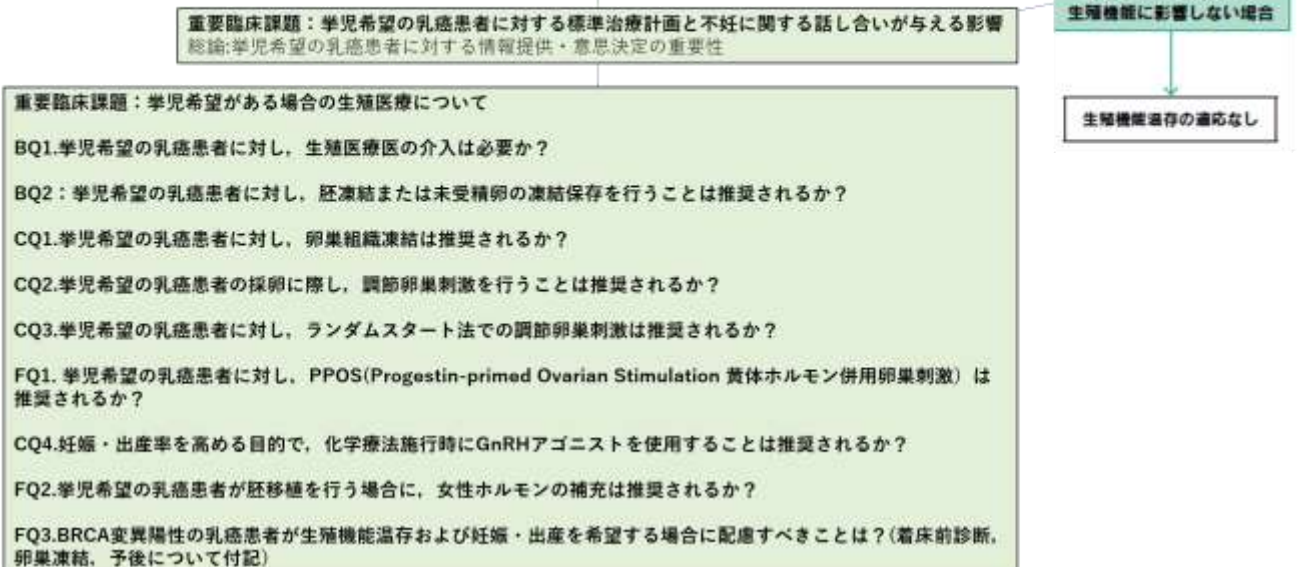 重要臨床課題：挙児希望の乳癌患者に対する標準治療計画と不妊に関する話し合いが与える影響
総論:挙児希望の乳癌患者に対する情報提供・意思決定の重要性
生殖機能に影響しない場合
生殖機能温存の適応なし
重要臨床課題：挙児希望がある場合の生殖医療について
BQ1.挙児希望の乳癌患者に対し，生殖医療医の介入は必要か？
BQ2：挙児希望の乳癌患者に対し，胚凍結または未受精卵の凍結保存を行うことは推奨されるか？
CQ1.挙児希望の乳癌患者に対し，卵巣組織凍結は推奨されるか？
CQ2.挙児希望の乳癌患者の採卵に際し，調節卵巣刺激を行うことは推奨されるか？
CQ3.挙児希望の乳癌患者に対し，ランダムスタート法での調節卵巣刺激は推奨されるか？
FQ1. 挙児希望の乳癌患者に対し，PPOS(Progestin-primed Ovarian Stimulation 黄体ホルモン併用卵巣刺激）は
推奨されるか？
CQ4.妊娠・出産率を高める目的で，化学療法施行時にGnRHアゴニストを使用することは推奨されるか？
FQ2.挙児希望の乳癌患者が胚移植を行う場合に，女性ホルモンの補充は推奨されるか？
FQ3.BRCA変異陽性の乳癌患者が生殖機能温存および妊娠・出産を希望する場合に配慮すべきことは？(着床前診断，
卵巣凍結，予後について付記)